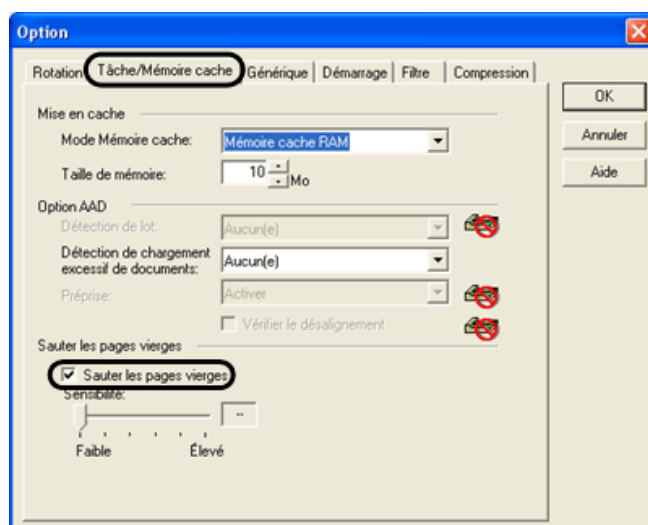 Option
Rotation Tâche/Mémoire cache Générique Démarrage Filtre Compression
OK
Annuler
Aide
Mise en cache
Mode Mémoire cache: Mémoire cache RAM
Taille de mémoire: 10 Mo
Option AAD
Détection de lot: Aucun(e)
Détection de chargement
excessif de documents: Aucun(e)
Préprise: Activer
Vérifier le désalignement
Sauter les pages vierges
Sauter les pages vierges
Sensibilité:
--
Faible Élevé